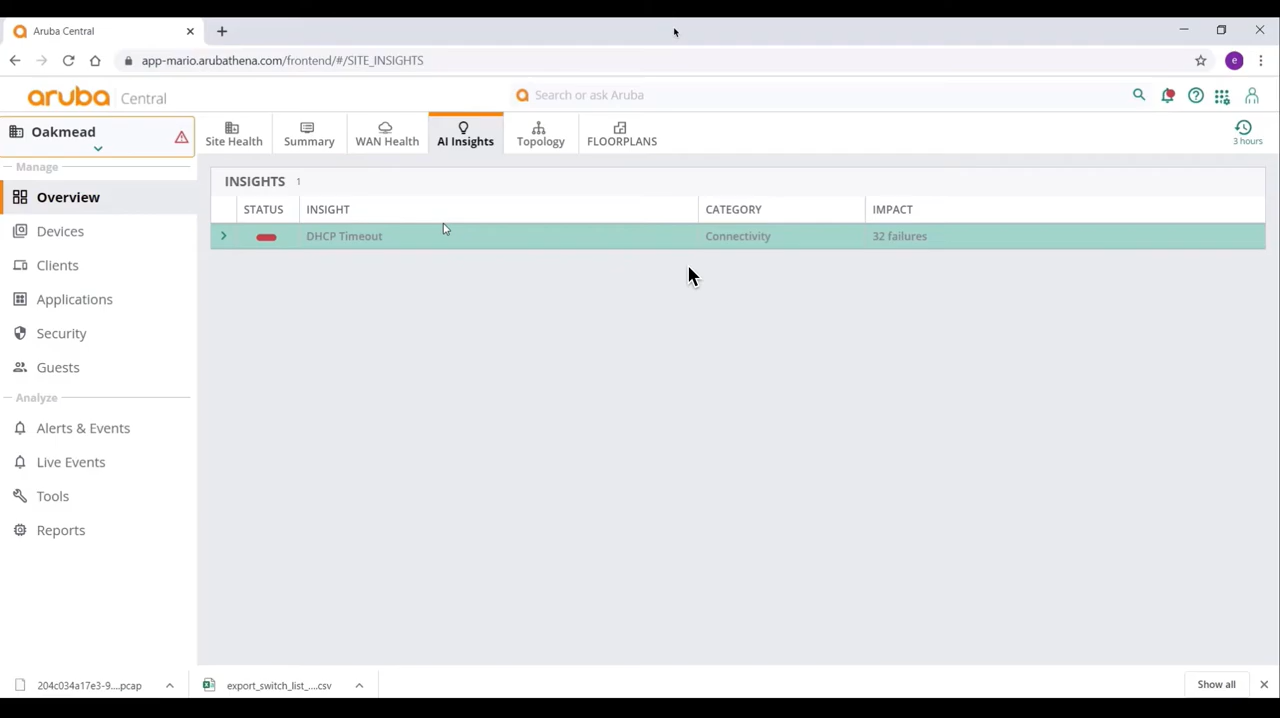 Aruba Central
app-mario.arubathena.com/frontend/#/SITE_INSIGHTS
e
aruba Central
Search or ask Aruba
Oakmead
Site Health
Summary
WAN Health
AI Insights
Topology
FLOORPLANS
3 hours
Manage
Overview
Devices
Clients
Applications
Security
Guests
Analyze
Alerts & Events
Live Events
Tools
Reports
INSIGHTS 1
STATUS INSIGHT CATEGORY IMPACT
DHCP Timeout Connectivity 32 failures
204c034a17e3-9....pcap
export_switch_list_....csv
Show all